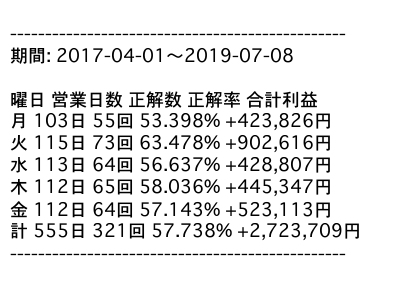 ------------------------------------------------
期間: 2017-04-01～2019-07-08
曜日 営業日数 正解数 正解率 合計利益
月 103日 55回 53.398% +423,826円
火 115日 73回 63.478% +902,616円
水 113日 64回 56.637% +428,807円
木 112日 65回 58.036% +445,347円
金 112日 64回 57.143% +523,113円
計 555日 321回 57.738% +2,723,709円
------------------------------------------------